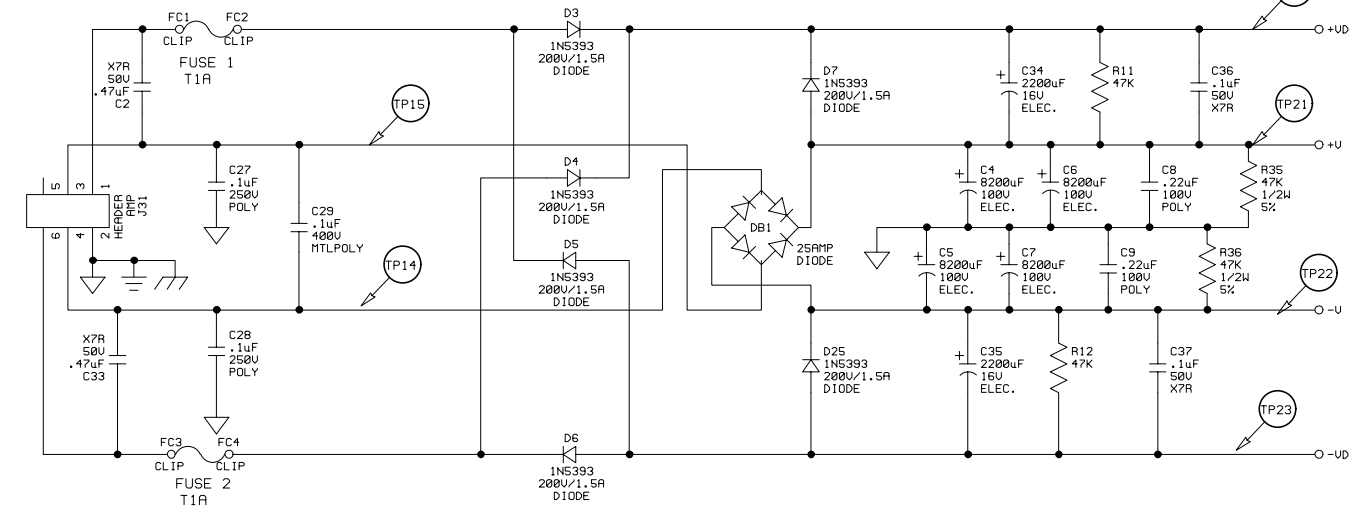 FC1 FC2
CLIP CLIP
FUSE 1
T1A
X7R
50V
.47uF
C2
D3
1N5393
200V/1.5A
DIODE
D7
1N5393
200V/1.5A
DIODE
C34
2200uF
16V
ELEC.
+
R11
47K
C36
.1uF
50V
X7R
+VD
TP15
TP21
+V
5 3 1
6 4 2
HEADER
AMP
J31
C27
.1uF
250V
POLY
C29
.1uF
400V
MTLPOLY
D4
1N5393
200V/1.5A
DIODE
DB1
25AMP
DIODE
C4
8200uF
100V
ELEC.
+
C6
8200uF
100V
ELEC.
+
C8
.22uF
100V
POLY
R35
47K
1/2W
5%
TP14
D5
1N5393
200V/1.5A
DIODE
C5
8200uF
100V
ELEC.
+
C7
8200uF
100V
ELEC.
+
C9
.22uF
100V
POLY
R36
47K
1/2W
5%
TP22
-V
X7R
50V
.47uF
C33
C28
.1uF
250V
POLY
D25
1N5393
200V/1.5A
DIODE
C35
2200uF
16V
ELEC.
+
R12
47K
C37
.1uF
50V
X7R
TP23
-VD
FC3 FC4
CLIP CLIP
FUSE 2
T1A
D6
1N5393
200V/1.5A
DIODE